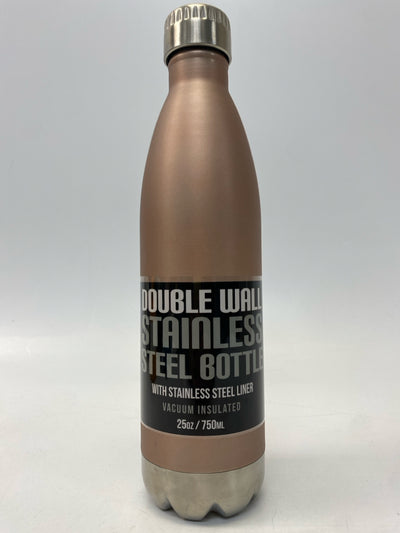 DOUBLE WALL
STAINLESS
STEEL BOTTLE
WITH STAINLESS STEEL LINER
VACUUM INSULATED
25OZ / 750ML